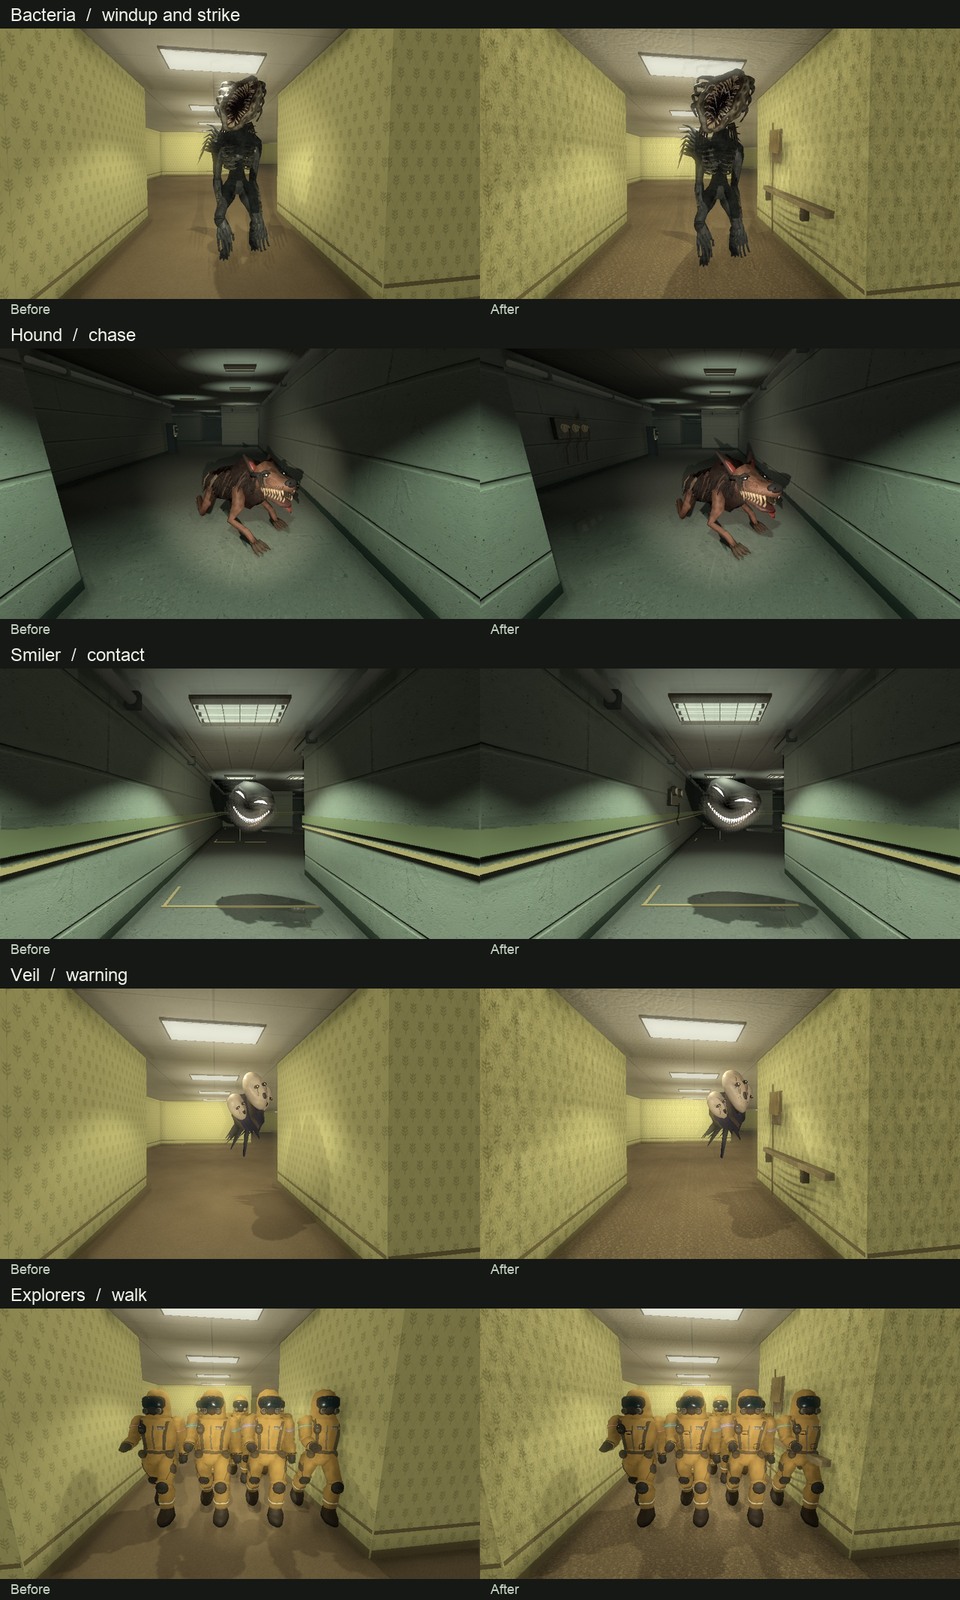 Bacteria / windup and strike
Before After
Hound / chase
Before After
Smiler / contact
Before After
Veil / warning
Before After
Explorers / walk
Before After